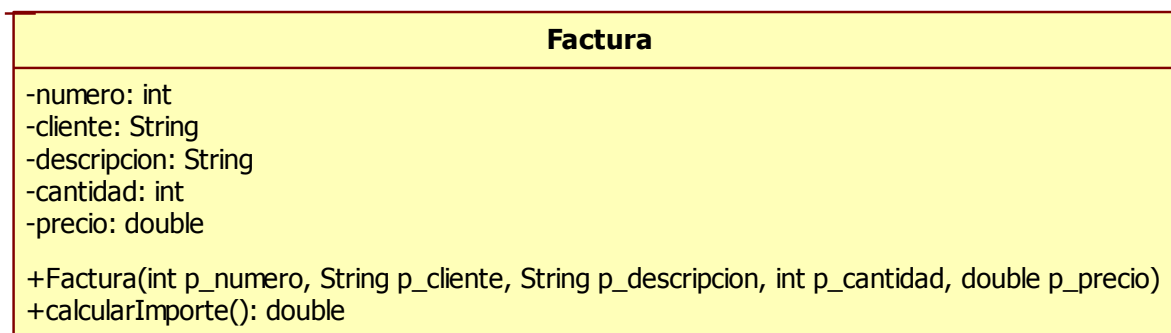 Factura
-numero: int
-cliente: String
-descripcion: String
-cantidad: int
-precio: double
+Factura(int p_numero, String p_cliente, String p_descripcion, int p_cantidad, double p_precio)
+calcularImporte(): double